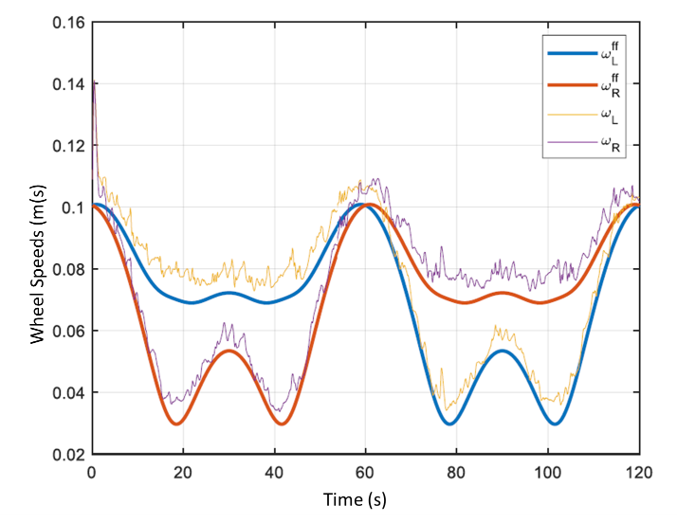 0.16
0.14
0.12
0.1
0.08
0.06
0.04
0.02
Wheel Speeds (m(s)
0 20 40 60 80 100 120
Time (s)
ω_L^ff
ω_R^ff
ω_L
ω_R